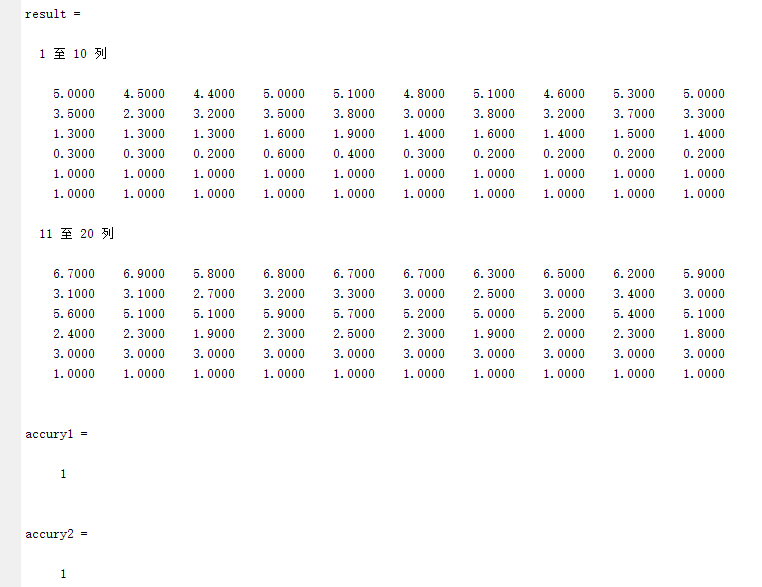 result =
1 至 10 列
5.0000 4.5000 4.4000 5.0000 5.1000 4.8000 5.1000 4.6000 5.3000 5.0000
3.5000 2.3000 3.2000 3.5000 3.8000 3.0000 3.8000 3.2000 3.7000 3.3000
1.3000 1.3000 1.3000 1.6000 1.9000 1.4000 1.6000 1.4000 1.5000 1.4000
0.3000 0.3000 0.2000 0.6000 0.4000 0.3000 0.2000 0.2000 0.2000 0.2000
1.0000 1.0000 1.0000 1.0000 1.0000 1.0000 1.0000 1.0000 1.0000 1.0000
1.0000 1.0000 1.0000 1.0000 1.0000 1.0000 1.0000 1.0000 1.0000 1.0000
11 至 20 列
6.7000 6.9000 5.8000 6.8000 6.7000 6.7000 6.3000 6.5000 6.2000 5.9000
3.1000 3.1000 2.7000 3.2000 3.3000 3.0000 2.5000 3.0000 3.4000 3.0000
5.6000 5.1000 5.1000 5.9000 5.7000 5.2000 5.0000 5.2000 5.4000 5.1000
2.4000 2.3000 1.9000 2.3000 2.5000 2.3000 1.9000 2.0000 2.3000 1.8000
3.0000 3.0000 3.0000 3.0000 3.0000 3.0000 3.0000 3.0000 3.0000 3.0000
1.0000 1.0000 1.0000 1.0000 1.0000 1.0000 1.0000 1.0000 1.0000 1.0000
accury1 =
1
accury2 =
1